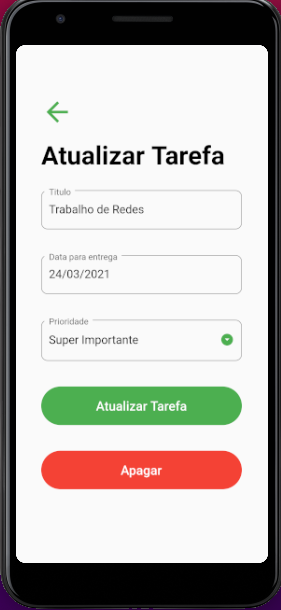 Atualizar Tarefa
Titulo
Trabalho de Redes
Data para entrega
24/03/2021
Prioridade
Super Importante
Atualizar Tarefa
Apagar